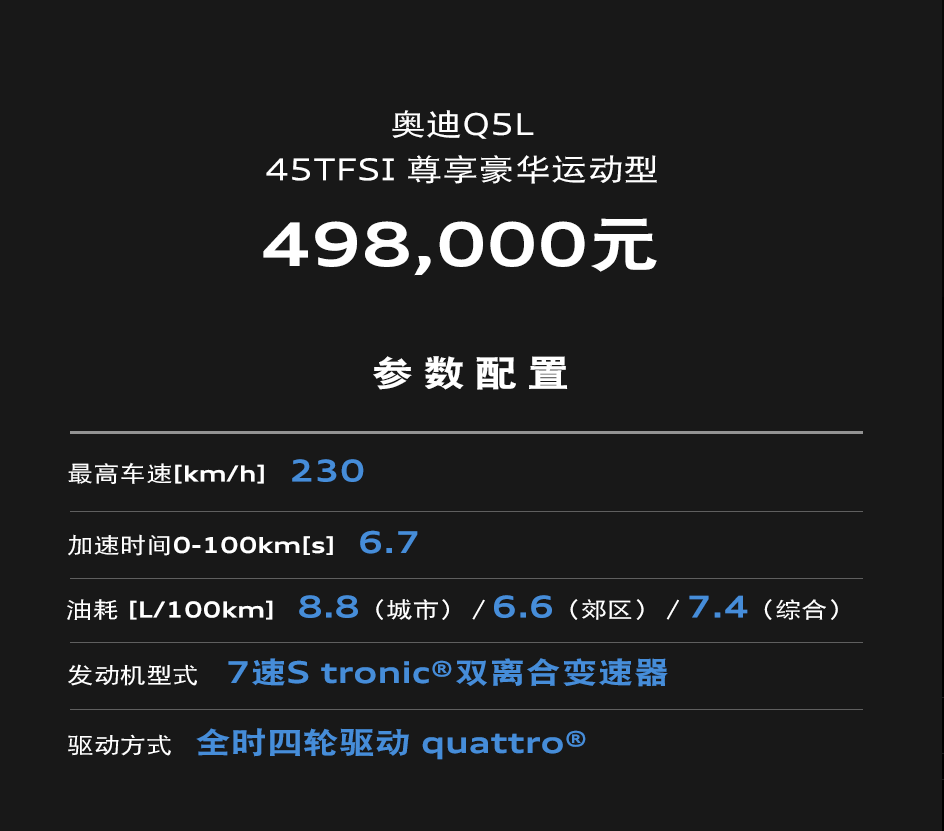 奥迪Q5L
45TFSI 尊享豪华运动型
498,000元
参数配置
最高车速[km/h] 230
加速时间0-100km[s] 6.7
油耗 [L/100km] 8.8（城市） / 6.6（郊区） / 7.4（综合）
发动机型式 7速S tronic®双离合变速器
驱动方式 全时四轮驱动 quattro®